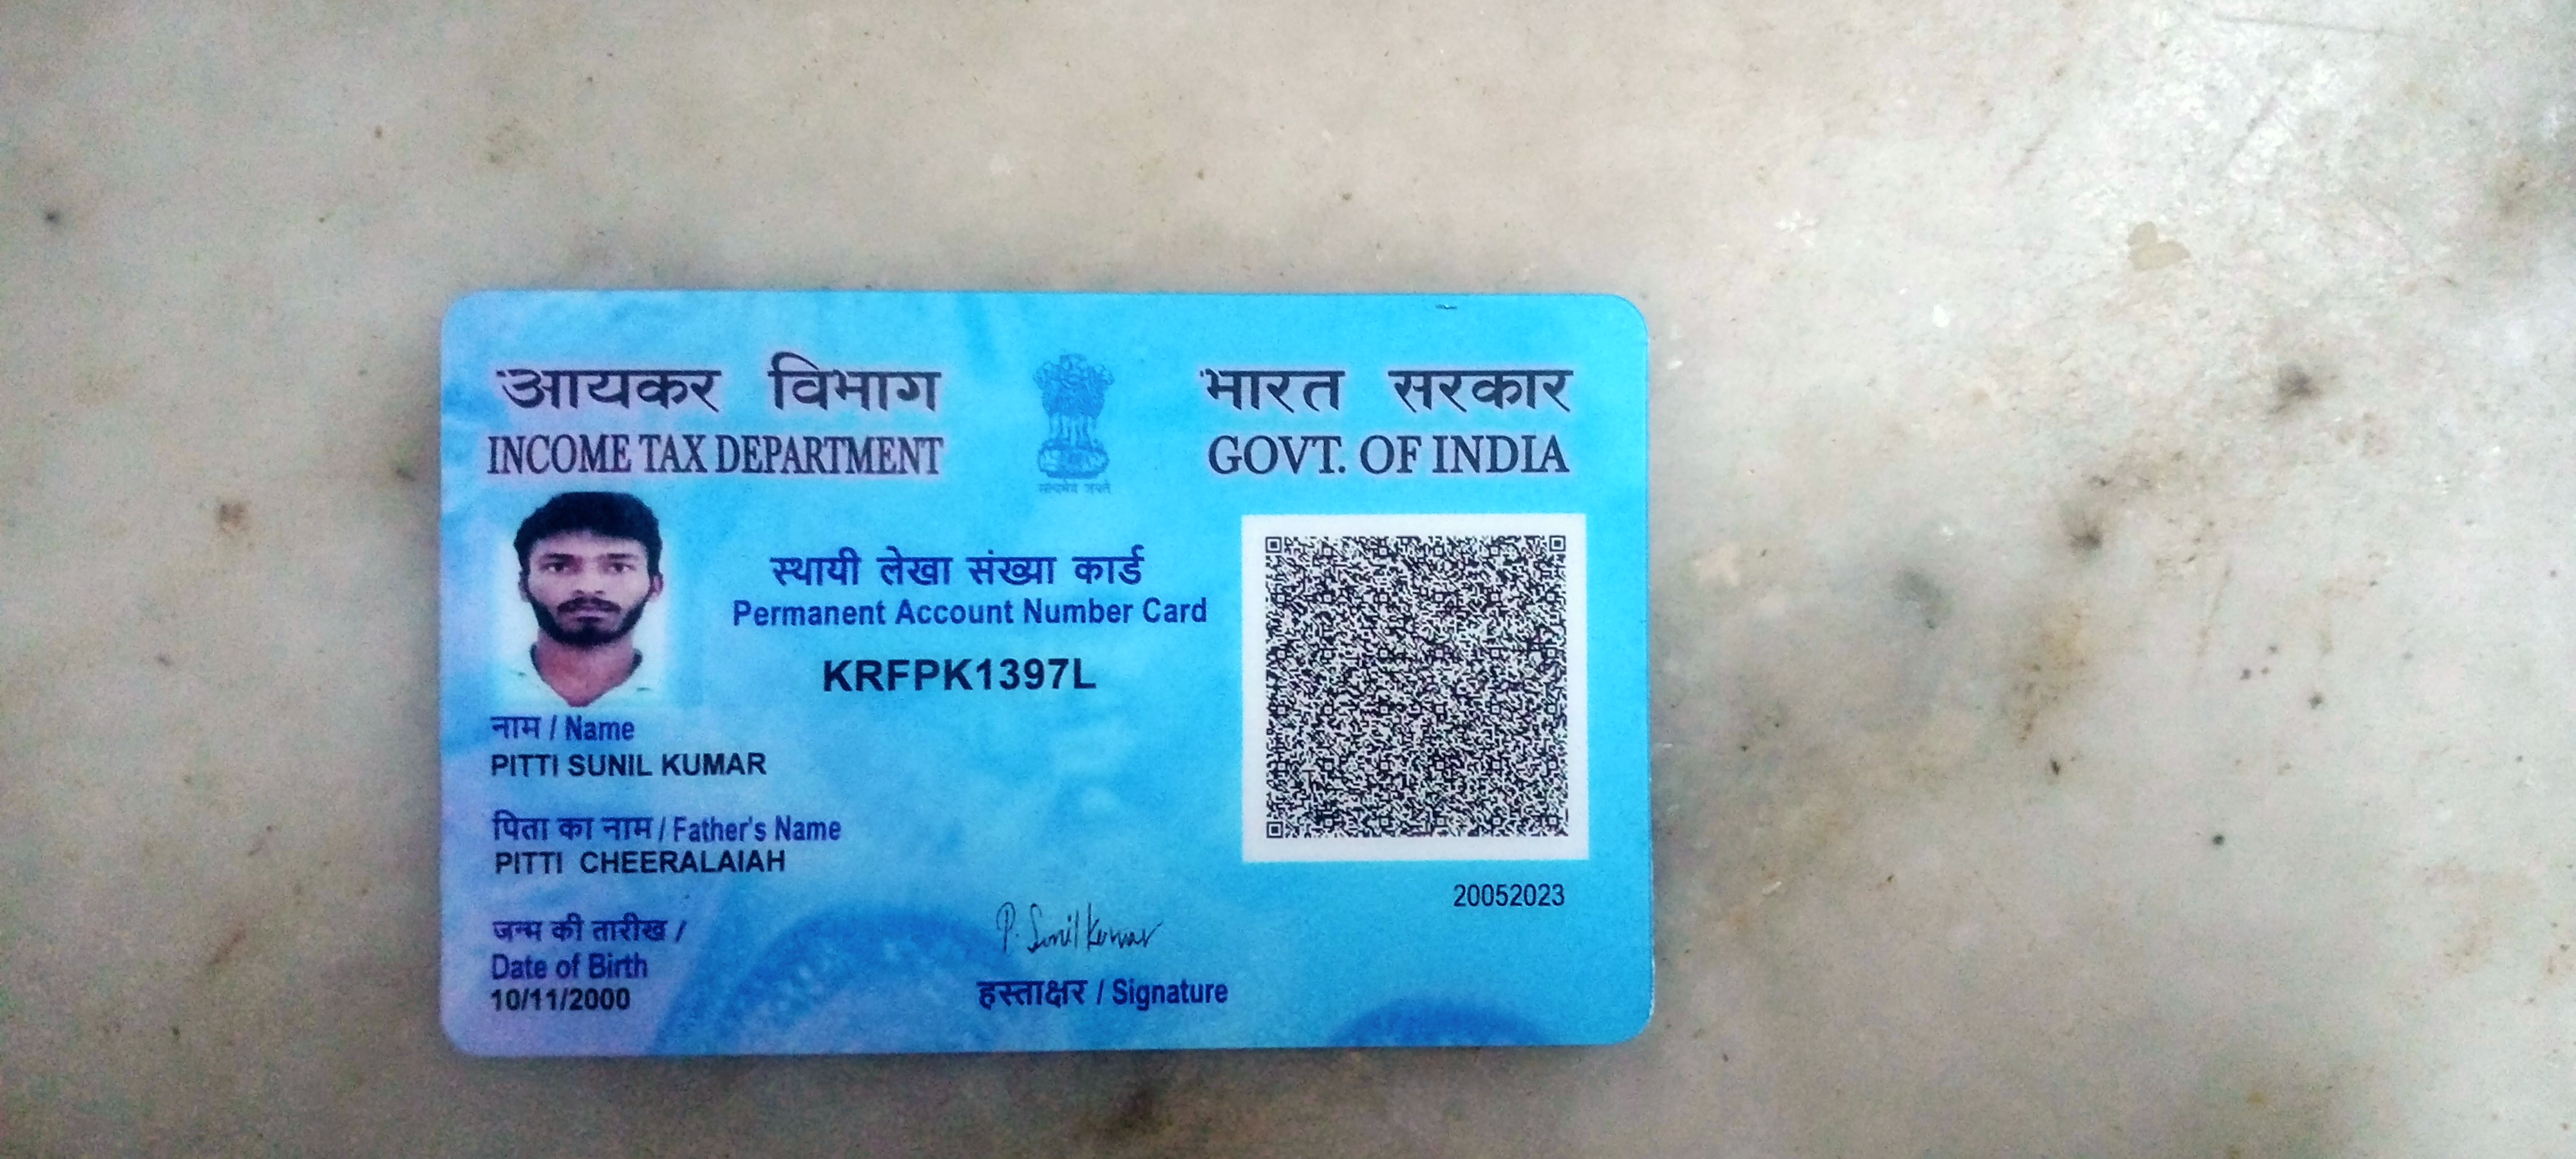 आयकर विभाग
INCOME TAX DEPARTMENT
सत्यमेव जयते
भारत सरकार
GOVT. OF INDIA
स्थायी लेखा संख्या कार्ड
Permanent Account Number Card
KRFPK1397L
नाम / Name
PITTI SUNIL KUMAR
पिता का नाम / Father's Name
PITTI CHEERALAIAH
जन्म की तारीख /
Date of Birth
10/11/2000
P. Sunil Kumar
हस्ताक्षर / Signature
20052023